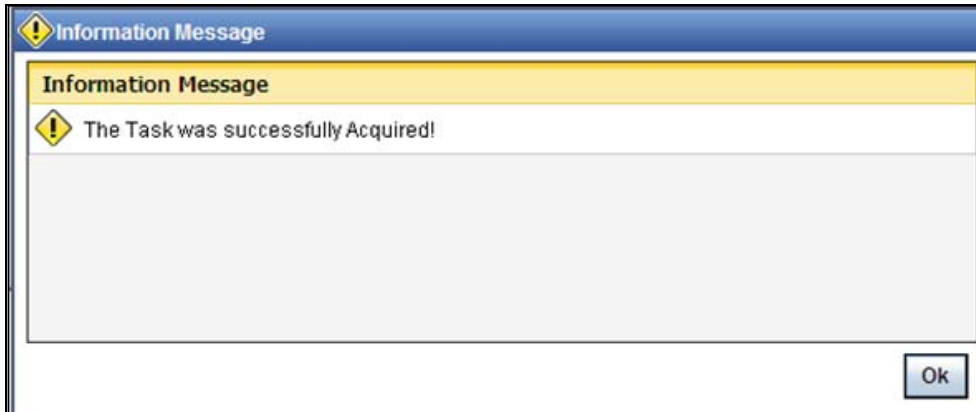 Information Message
Information Message
The Task was successfully Acquired!
Ok